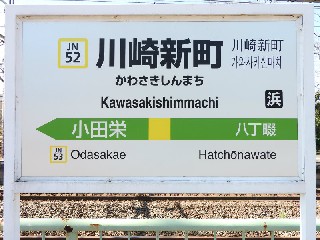 JN
52
川崎新町
川崎新町
가와사키신마치
かわさきしんまち
Kawasakishimmachi
浜
小田栄
八丁畷
JN
53
Odasakae
Hatchōnawate